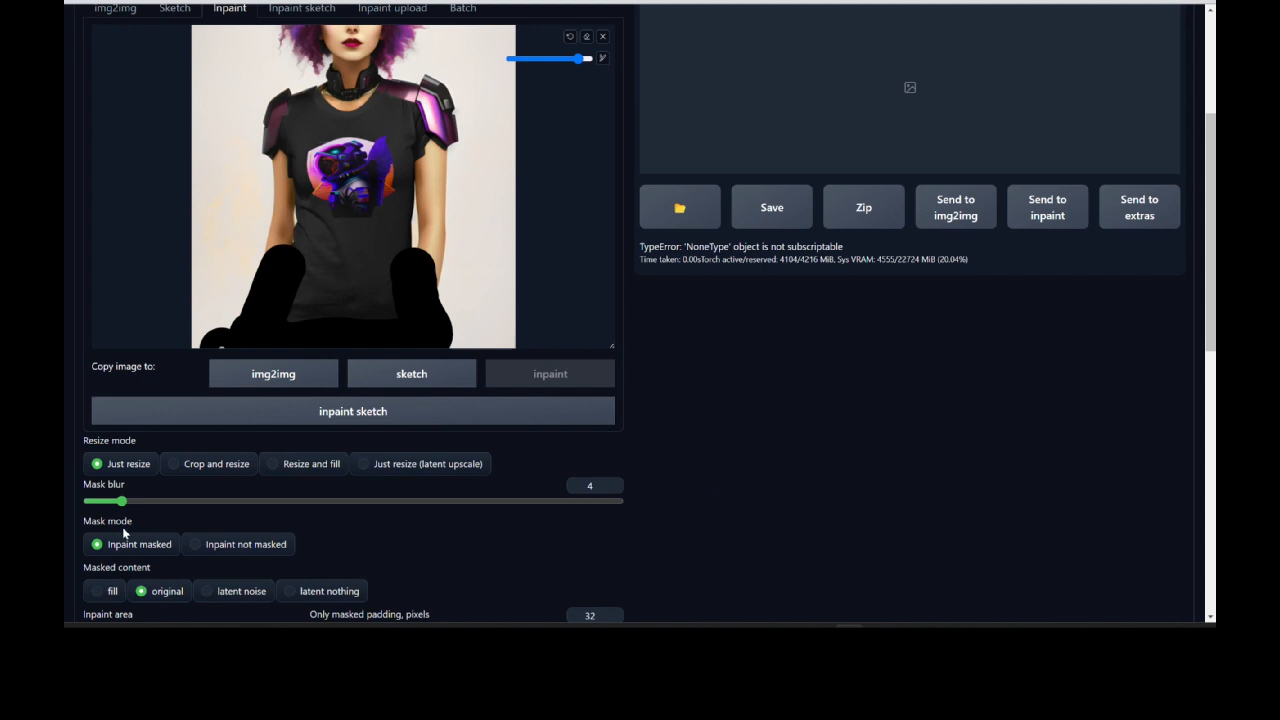 img2img Sketch Inpaint Inpaint sketch Inpaint upload Batch
Save Zip Send to img2img Send to inpaint Send to extras
TypeError: 'NoneType' object is not subscriptable
Time taken: 0.00sTorch active/reserved: 4104/4216 MiB, Sys VRAM: 4555/22724 MiB (20.04%)
Copy image to: img2img sketch inpaint
inpaint sketch
Resize mode
Just resize Crop and resize Resize and fill Just resize (latent upscale)
Mask blur 4
Mask mode
Inpaint masked Inpaint not masked
Masked content
fill original latent noise latent nothing
Inpaint area Only masked padding, pixels 32